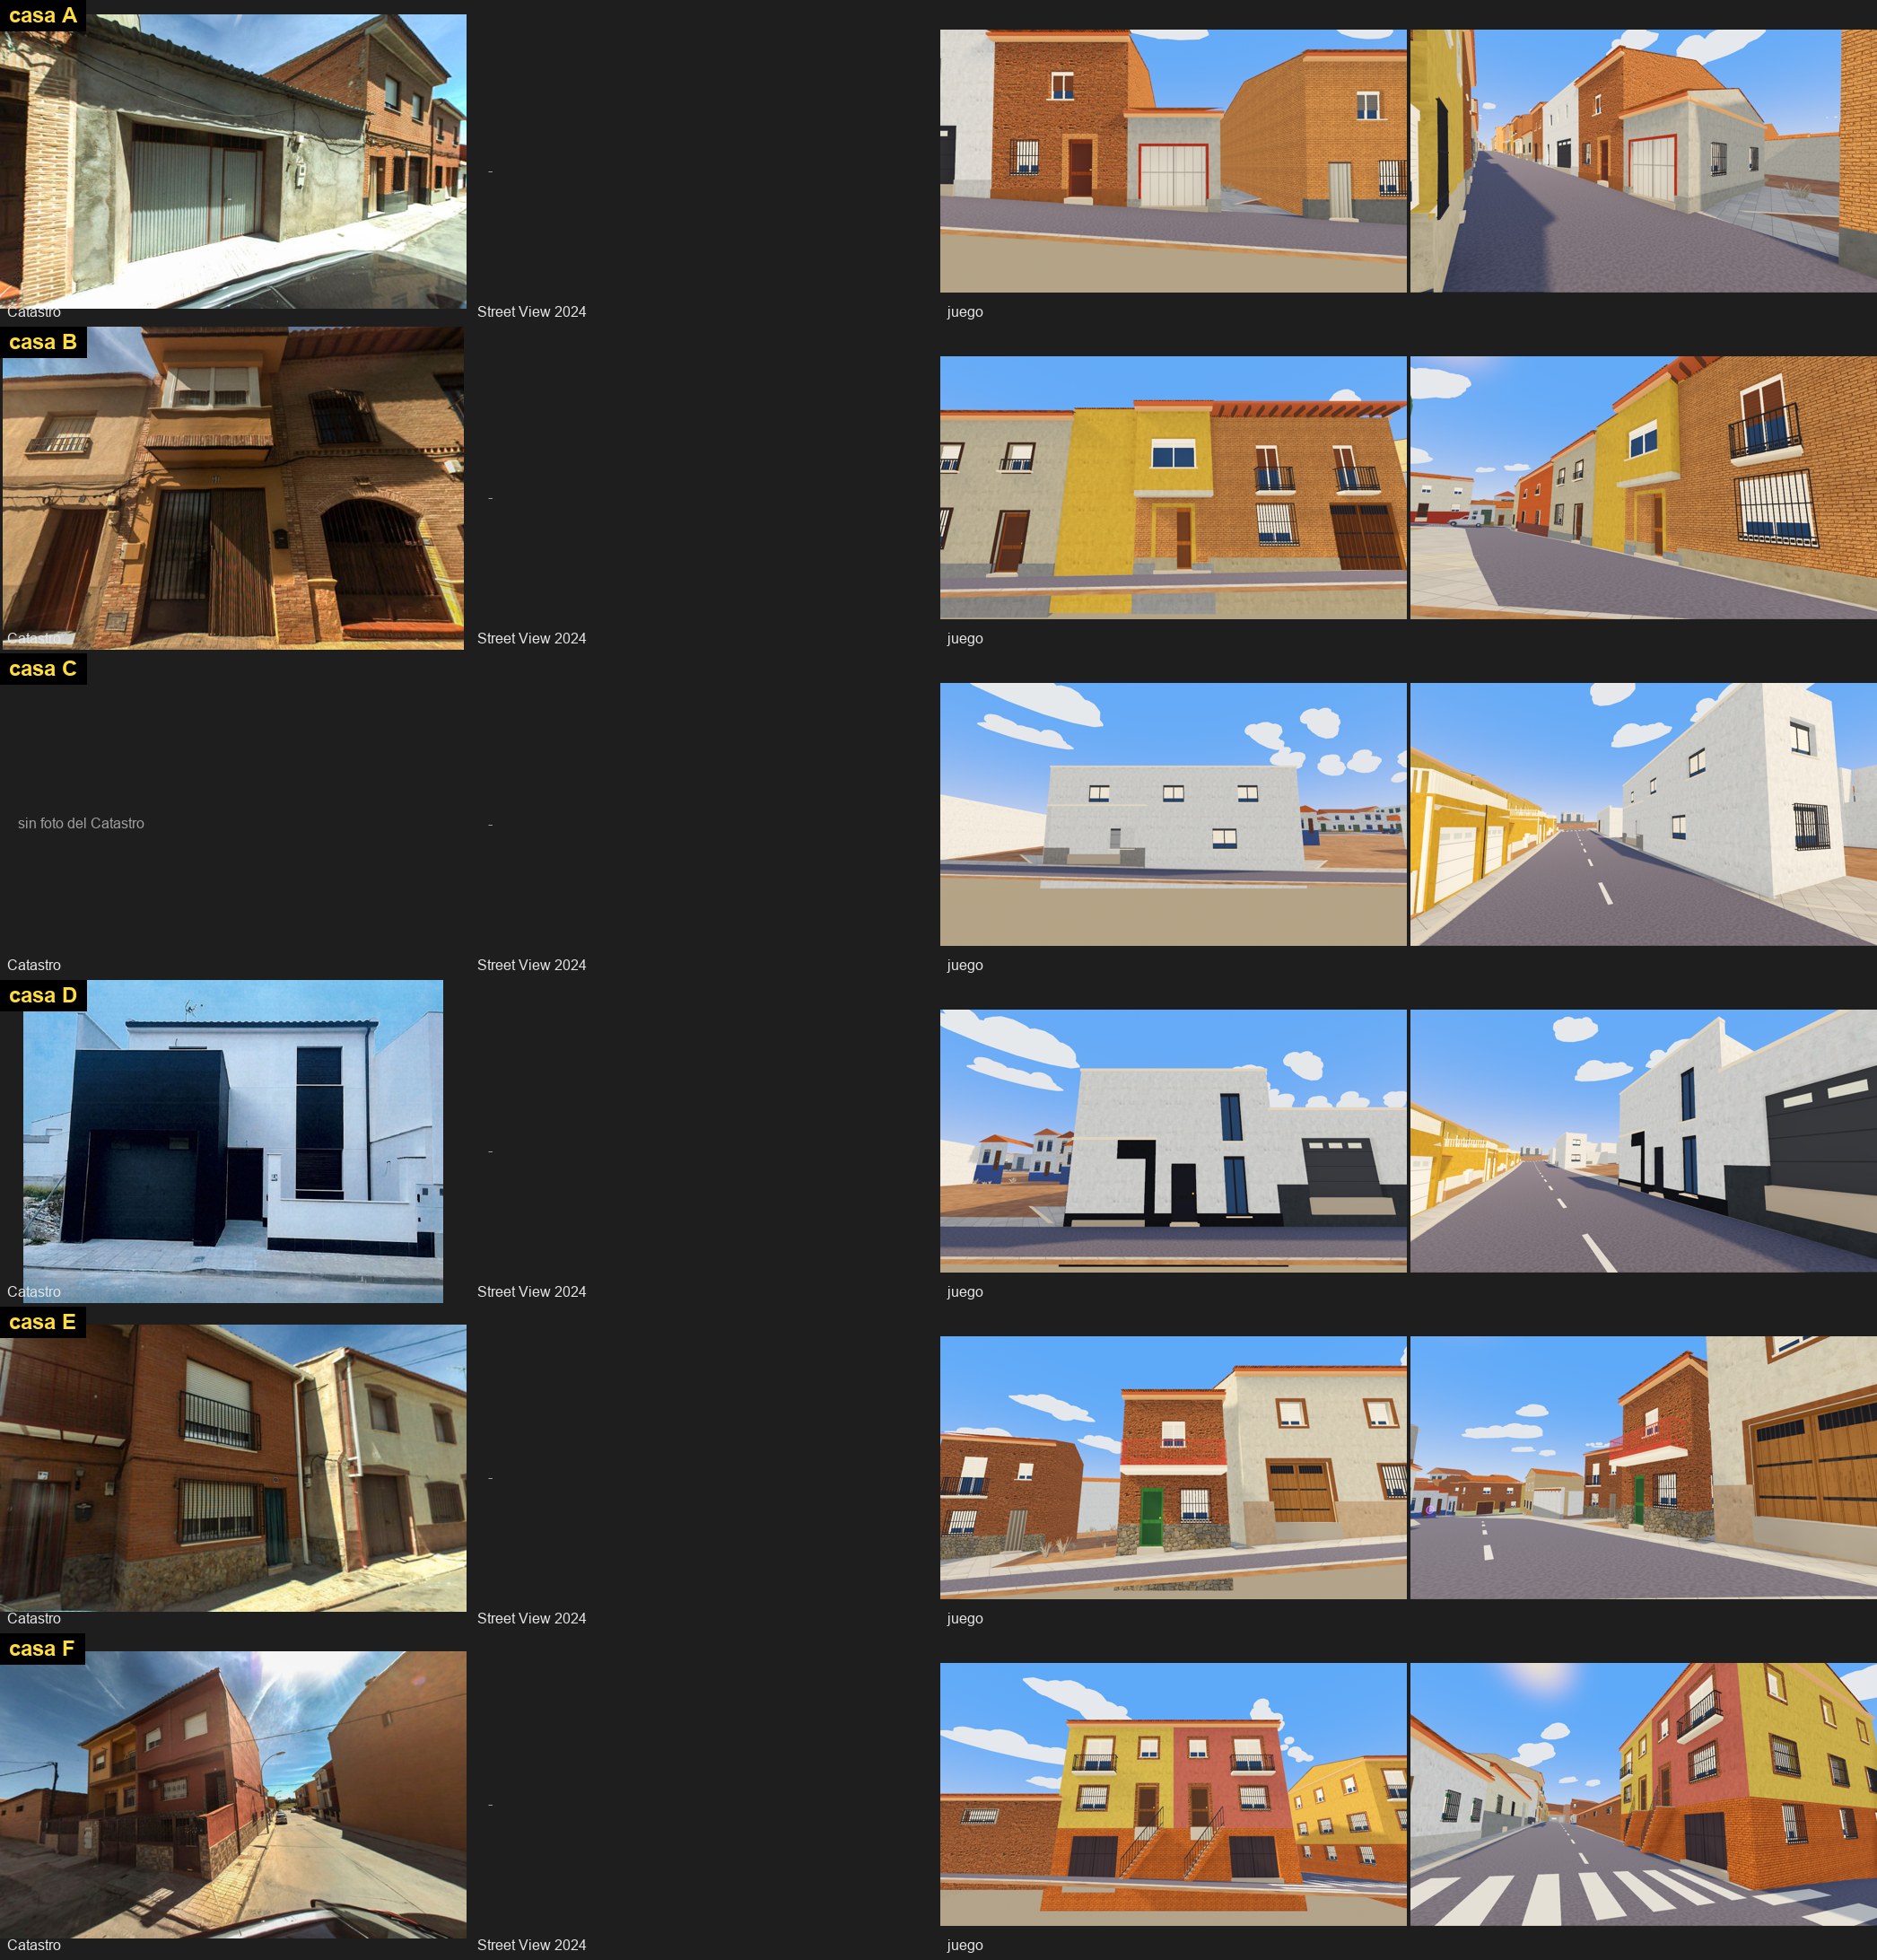 casa A
-
Catastro
Street View 2024
juego
casa B
-
Catastro
Street View 2024
juego
casa C
sin foto del Catastro
-
Catastro
Street View 2024
juego
casa D
-
Catastro
Street View 2024
juego
casa E
-
Catastro
Street View 2024
juego
casa F
-
Catastro
Street View 2024
juego